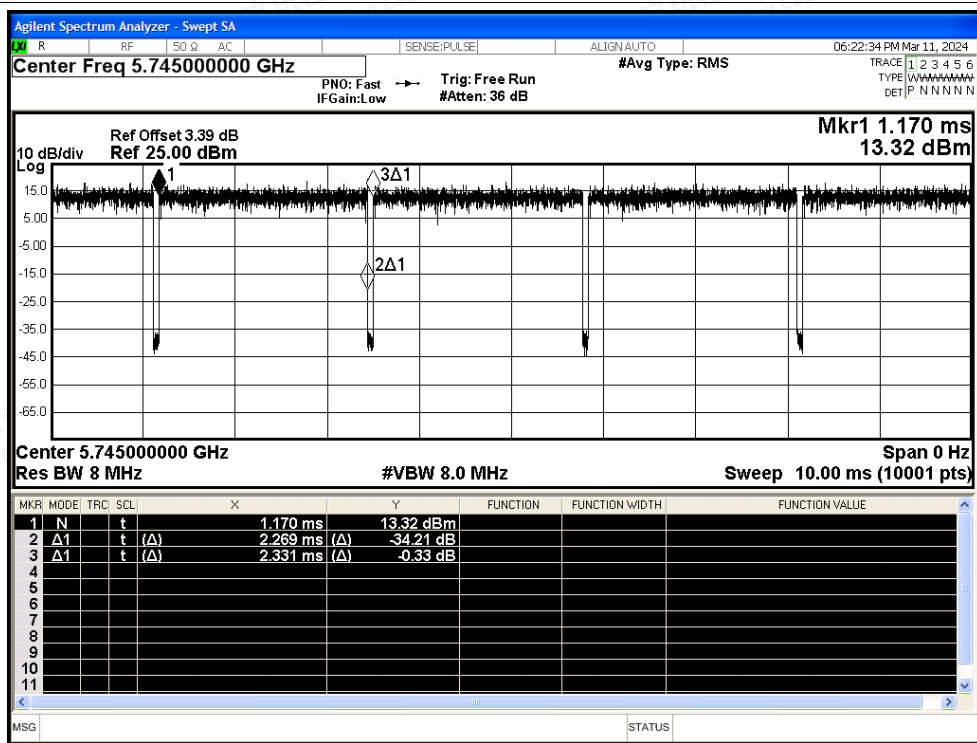 Agilent Spectrum Analyzer - Swept SA
LXI R RF 50 Ω AC SENSE:PULSE ALIGN AUTO 06:22:34 PM Mar 11, 2024
Center Freq 5.745000000 GHz #Avg Type: RMS TRACE 1 2 3 4 5 6
PNO: Fast Trig: Free Run TYPE WWWWWWWW
IFGain:Low #Atten: 36 dB DET P N N N N N
Mkr1 1.170 ms
Ref Offset 3.39 dB
10 dB/div Ref 25.00 dBm 13.32 dBm
Log
1 3Δ1
15.0
5.00
-5.00
2Δ1
-15.0
-25.0
-35.0
-45.0
-55.0
-65.0
Center 5.745000000 GHz Span 0 Hz
Res BW 8 MHz #VBW 8.0 MHz Sweep 10.00 ms (10001 pts)
MKR MODE TRC SCL X Y FUNCTION FUNCTION WIDTH FUNCTION VALUE
1 N t 1.170 ms 13.32 dBm
2 Δ1 t (Δ) 2.269 ms (Δ) -34.21 dB
3 Δ1 t (Δ) 2.331 ms (Δ) -0.33 dB
4
5
6
7
8
9
10
11
MSG STATUS